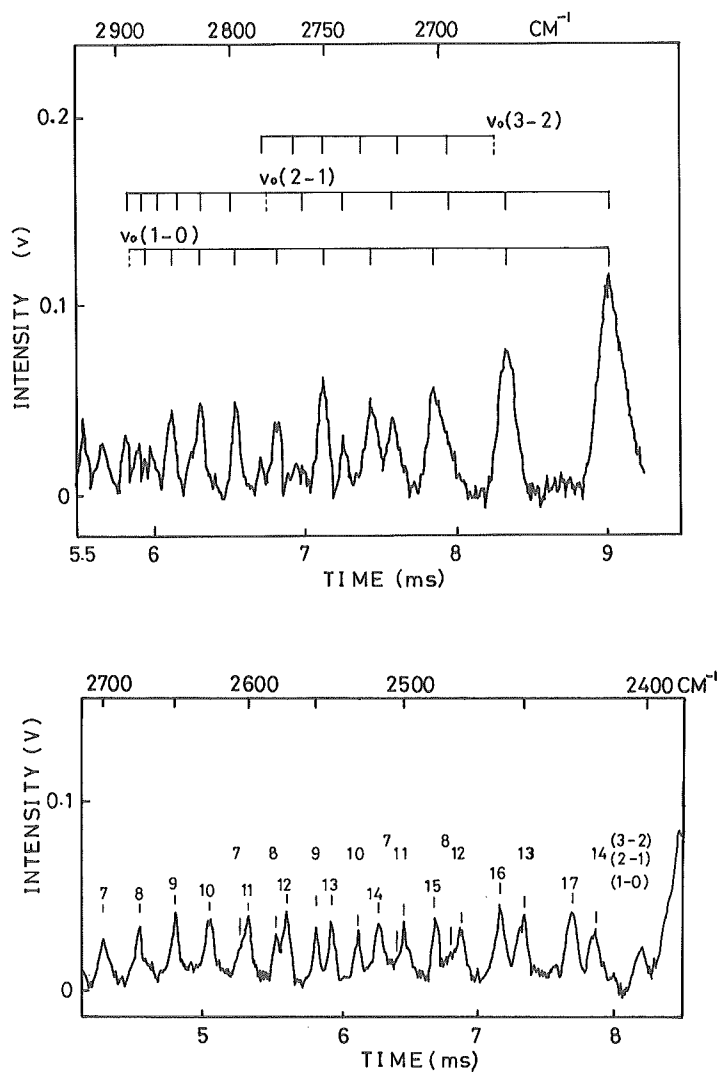 2900 2800 2750 2700 CM⁻¹
0.2
ν₀(3-2)
ν₀(2-1)
ν₀(1-0)
INTENSITY (v)
0.1
0
5.5 6 7 8 9
TIME (ms)
2700 2600 2500 2400 CM⁻¹
INTENSITY (V)
0.1
7 8 9 10 7 11 8 12 13 14 (3-2)
(2-1)
7 8 9 10 11 12 13 14 15 16 17 (1-0)
0
5 6 7 8
TIME (ms)